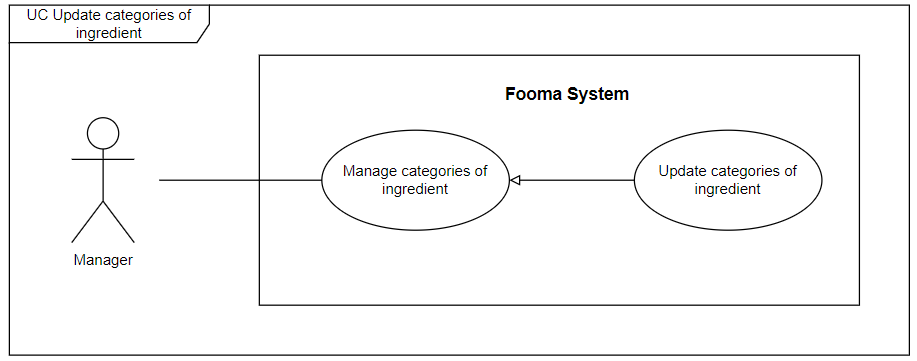 UC Update categories of
ingredient
Fooma System
Manage categories of
ingredient
Update categories of
ingredient
Manager